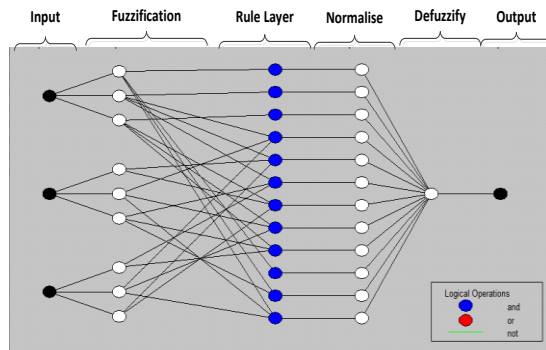 Input Fuzzification Rule Layer Normalise Defuzzify Output
Logical Operations
and
or
not